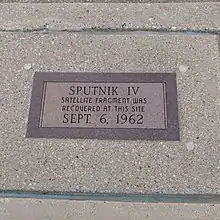 SPUTNIK IV
SATELLITE FRAGMENT WAS
RECOVERED AT THIS SITE
SEPT. 6, 1962